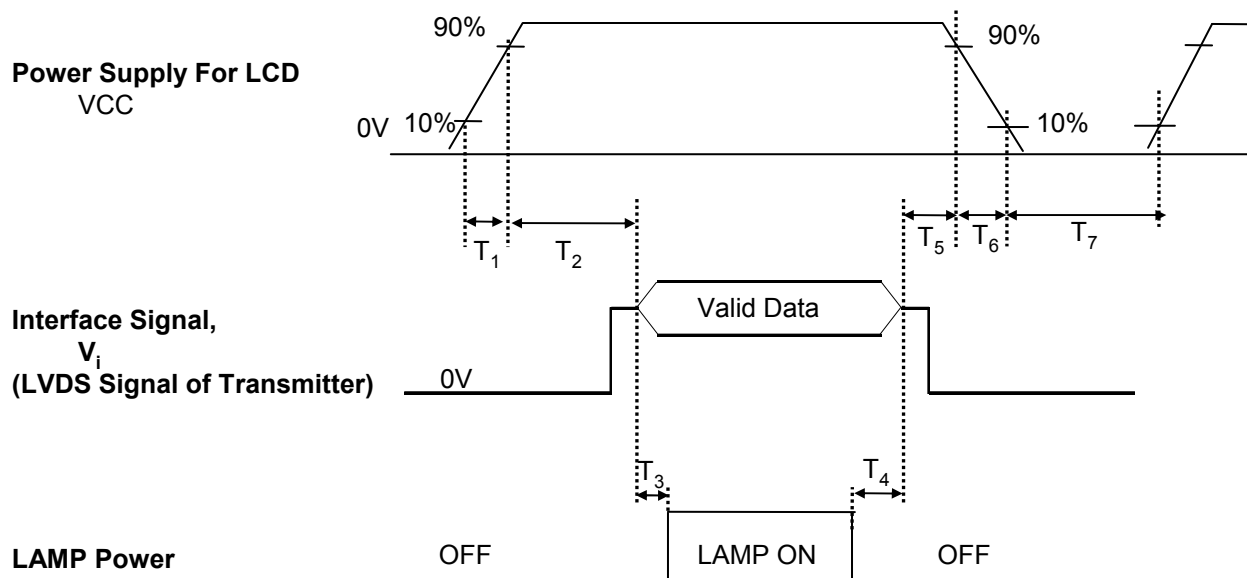 90%
90%
Power Supply For LCD
VCC
0V
10%
10%
T1
T2
T5
T6
T7
Valid Data
Interface Signal,
Vi
(LVDS Signal of Transmitter)
0V
T3
T4
LAMP Power
OFF
LAMP ON
OFF